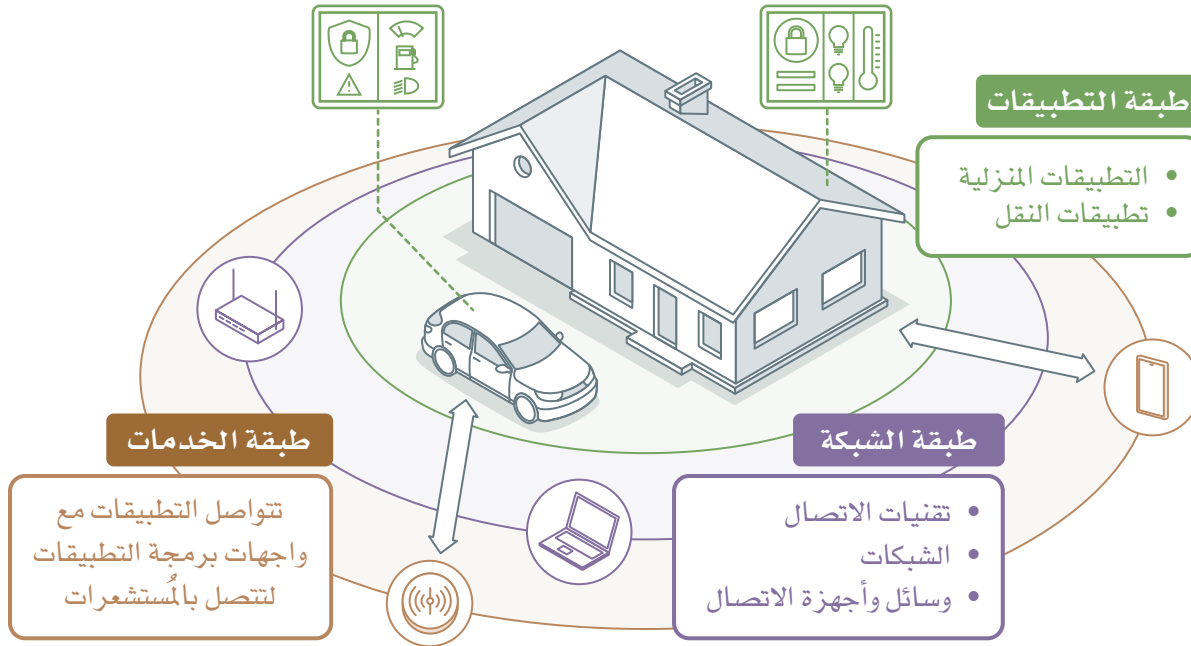 طبقة التطبيقات
• التطبيقات المنزلية
• تطبيقات النقل
طبقة الشبكة
• تقنيات الاتصال
• الشبكات
• وسائل وأجهزة الاتصال
طبقة الخدمات
تتواصل التطبيقات مع
واجهات برمجة التطبيقات
لتتصل بالمُستشعرات